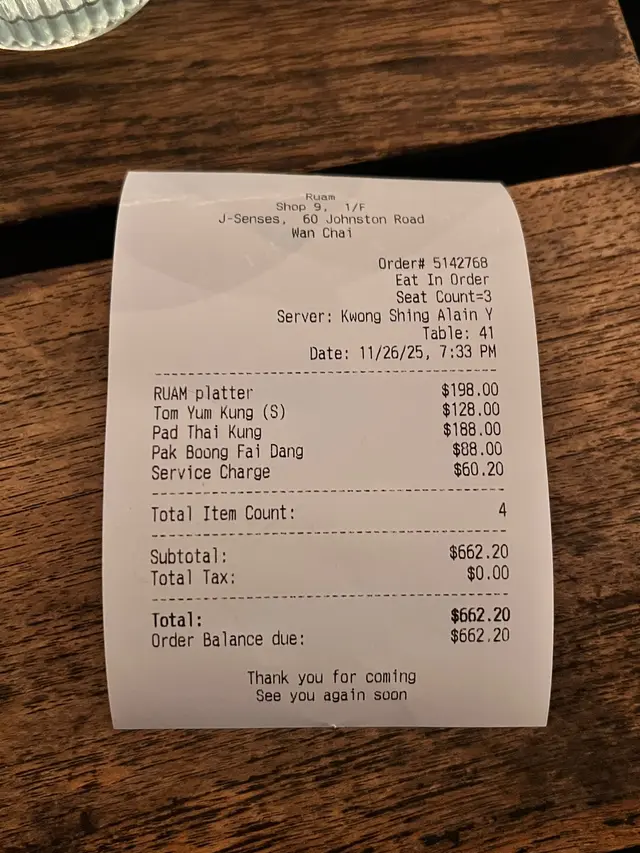 Ruam
Shop 9, 1/F
J-Senses, 60 Johnston Road
Wan Chai
Order# 5142768
Eat In Order
Seat Count=3
Server: Kwong Shing Alain Y
Table: 41
Date: 11/26/25, 7:33 PM
RUAM platter $198.00
Tom Yum Kung (S) $128.00
Pad Thai Kung $188.00
Pak Boong Fai Dang $88.00
Service Charge $60.20
Total Item Count: 4
Subtotal: $662.20
Total Tax: $0.00
Total: $662.20
Order Balance due: $662.20
Thank you for coming
See you again soon